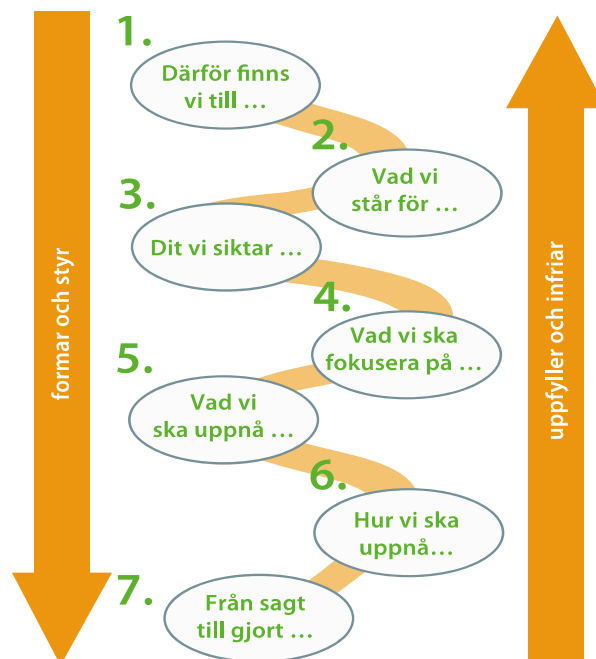 1.
Därför finns
vi till …
2.
Vad vi
står för …
3.
Dit vi siktar …
4.
Vad vi ska
fokusera på …
5.
Vad vi
ska uppnå …
6.
Hur vi ska
uppnå…
7.
Från sagt
till gjort …
formar och styr
uppfyller och infriar